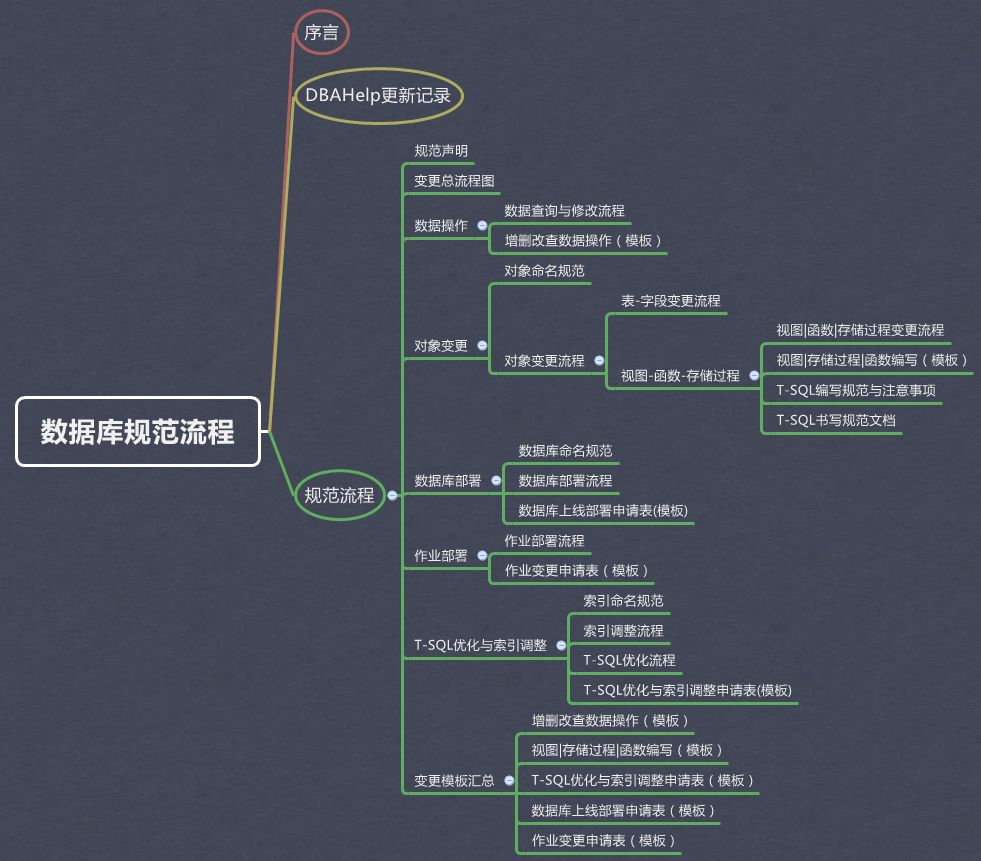 序言
DBAHelp更新记录
数据库规范流程
规范流程
规范声明
变更总流程图
数据操作
数据查询与修改流程
增删改查数据操作（模板）
对象变更
对象命名规范
对象变更流程
表-字段变更流程
视图-函数-存储过程
视图|函数|存储过程变更流程
视图|存储过程|函数编写（模板）
T-SQL编写规范与注意事项
T-SQL书写规范文档
数据库部署
数据库命名规范
数据库部署流程
数据库上线部署申请表(模板)
作业部署
作业部署流程
作业变更申请表（模板）
T-SQL优化与索引调整
索引命名规范
索引调整流程
T-SQL优化流程
T-SQL优化与索引调整申请表(模板)
变更模板汇总
增删改查数据操作（模板）
视图|存储过程|函数编写（模板）
T-SQL优化与索引调整申请表（模板）
数据库上线部署申请表（模板）
作业变更申请表（模板）